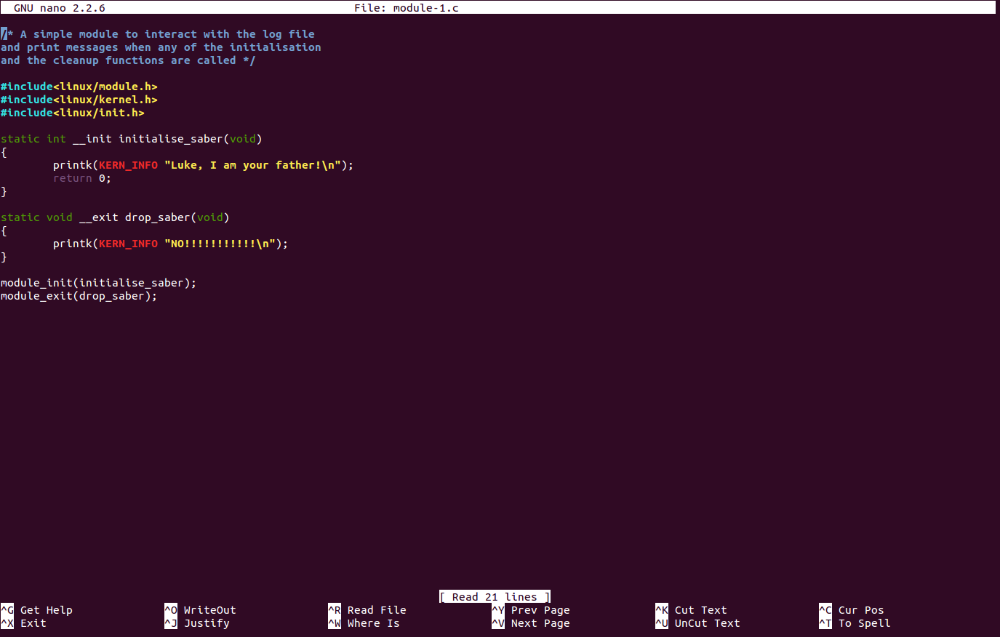 GNU nano 2.2.6 File: module-1.c
/* A simple module to interact with the log file
and print messages when any of the initialisation
and the cleanup functions are called */
#include<linux/module.h>
#include<linux/kernel.h>
#include<linux/init.h>
static int __init initialise_saber(void)
{
printk(KERN_INFO "Luke, I am your father!\n");
return 0;
}
static void __exit drop_saber(void)
{
printk(KERN_INFO "NO!!!!!!!!!!!\n");
}
module_init(initialise_saber);
module_exit(drop_saber);
[ Read 21 lines ]
^G Get Help ^O WriteOut ^R Read File ^Y Prev Page ^K Cut Text ^C Cur Pos
^X Exit ^J Justify ^W Where Is ^V Next Page ^U UnCut Text ^T To Spell